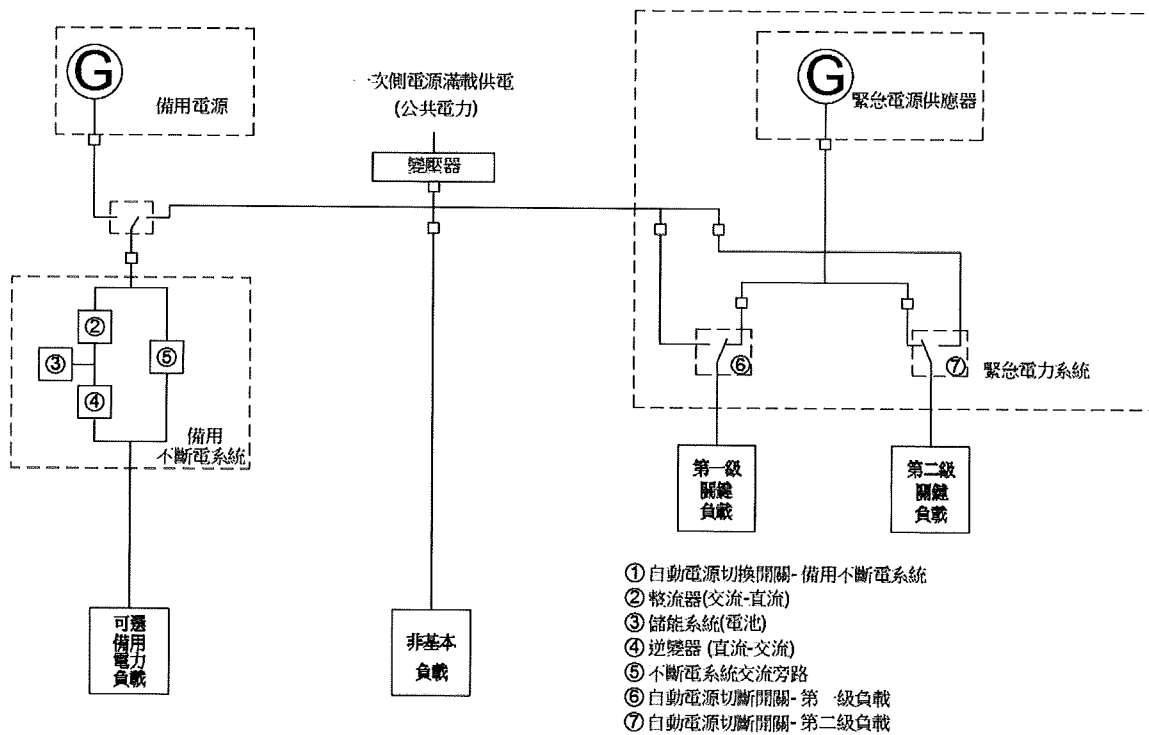 G
備用電源
一次側電源滿載供電
(公共電力)
變壓器
G
緊急電源供應器
②
③
④
⑤
備用
不斷電系統
⑥
⑦
緊急電力系統
第一級
關鍵
負載
第二級
關鍵
負載
可選
備用
電力
負載
非基本
負載
①自動電源切換開關-備用不斷電系統
②整流器(交流-直流)
③儲能系統(電池)
④逆變器 (直流-交流)
⑤不斷電系統交流旁路
⑥自動電源切斷開關-第一級負載
⑦自動電源切斷開關-第二級負載